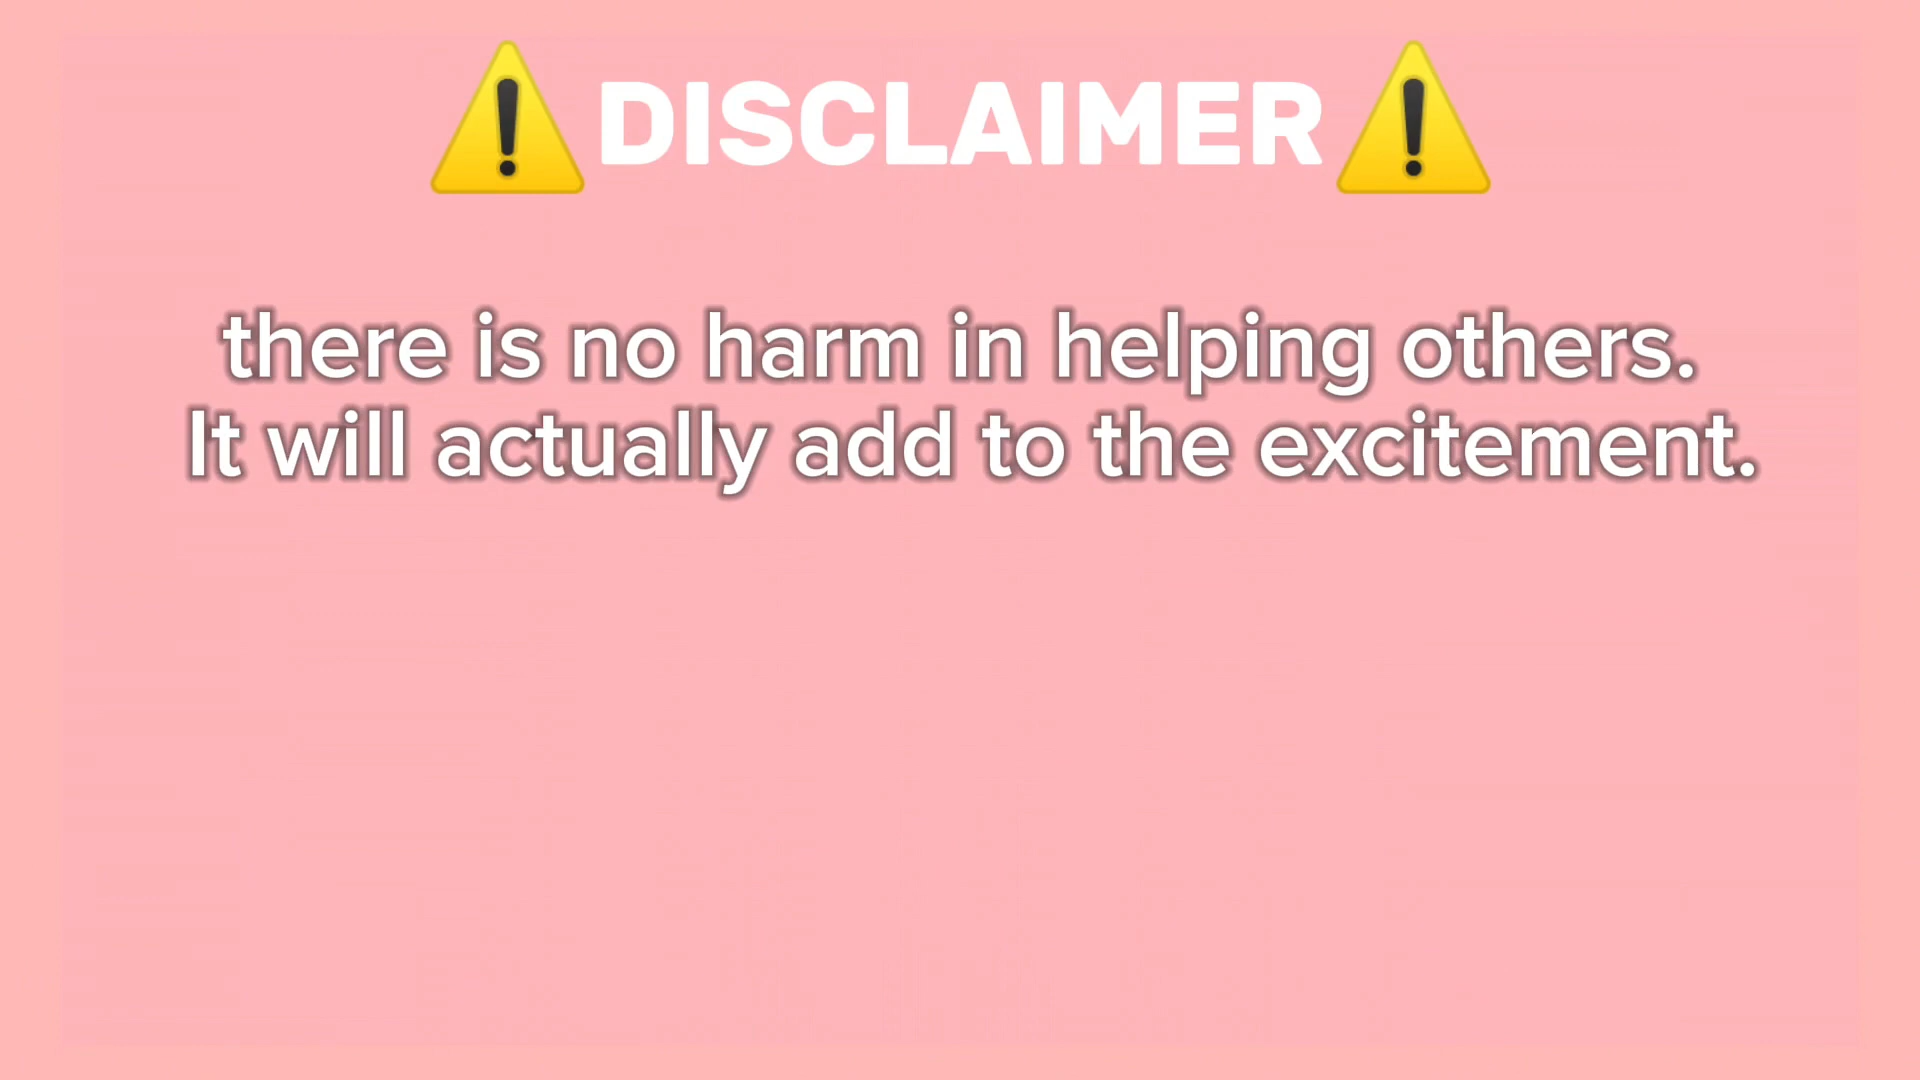 ⚠️DISCLAIMER⚠️
there is no harm in helping others.
It will actually add to the excitement.